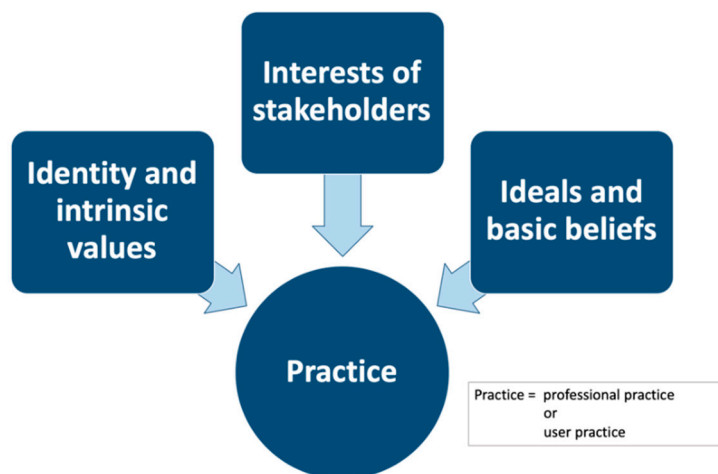 Interests of
stakeholders
Identity and
intrinsic
values
Ideals and
basic beliefs
Practice
Practice = professional practice
or
user practice